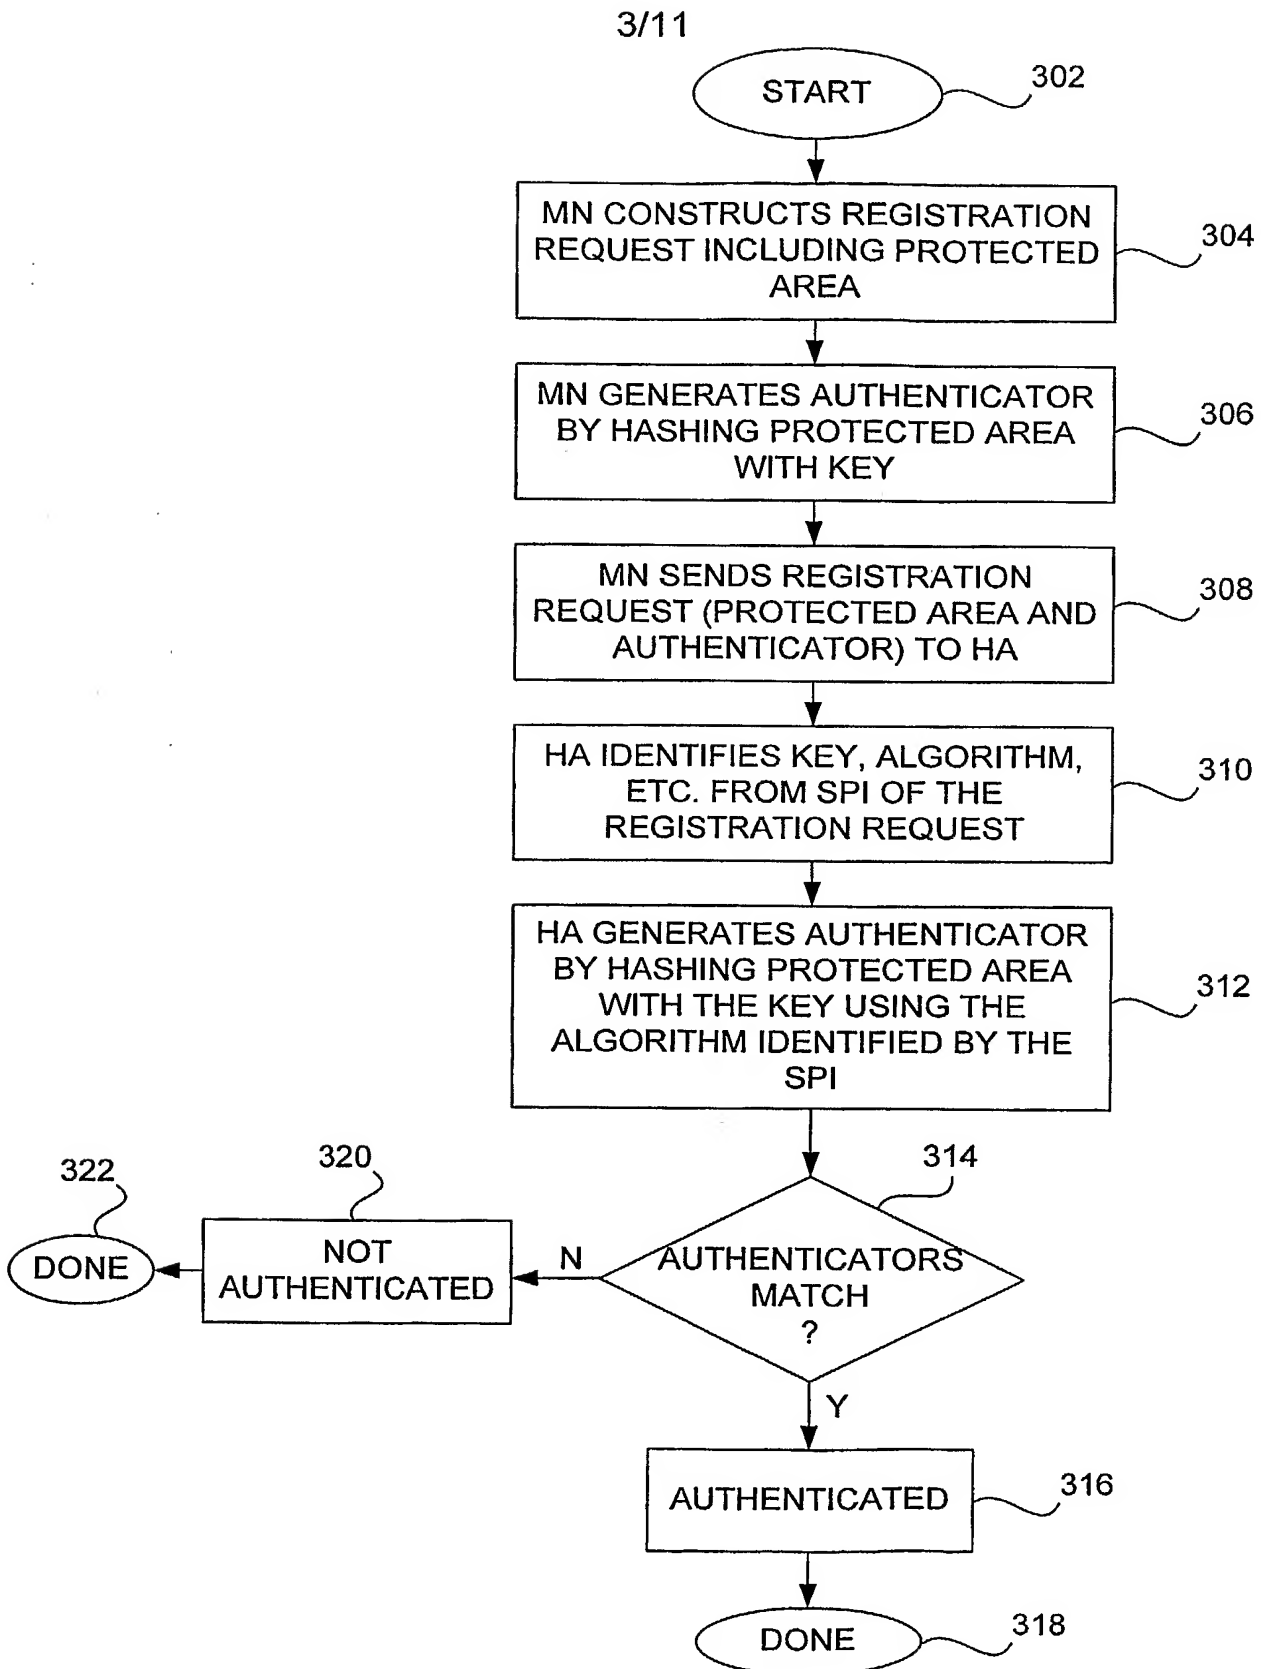 3/11
START
302
MN CONSTRUCTS REGISTRATION
REQUEST INCLUDING PROTECTED
AREA
304
MN GENERATES AUTHENTICATOR
BY HASHING PROTECTED AREA
WITH KEY
306
MN SENDS REGISTRATION
REQUEST (PROTECTED AREA AND
AUTHENTICATOR) TO HA
308
HA IDENTIFIES KEY, ALGORITHM,
ETC. FROM SPI OF THE
REGISTRATION REQUEST
310
HA GENERATES AUTHENTICATOR
BY HASHING PROTECTED AREA
WITH THE KEY USING THE
ALGORITHM IDENTIFIED BY THE
SPI
312
314
AUTHENTICATORS
MATCH
?
N
320
NOT
AUTHENTICATED
322
DONE
Y
AUTHENTICATED
316
DONE
318